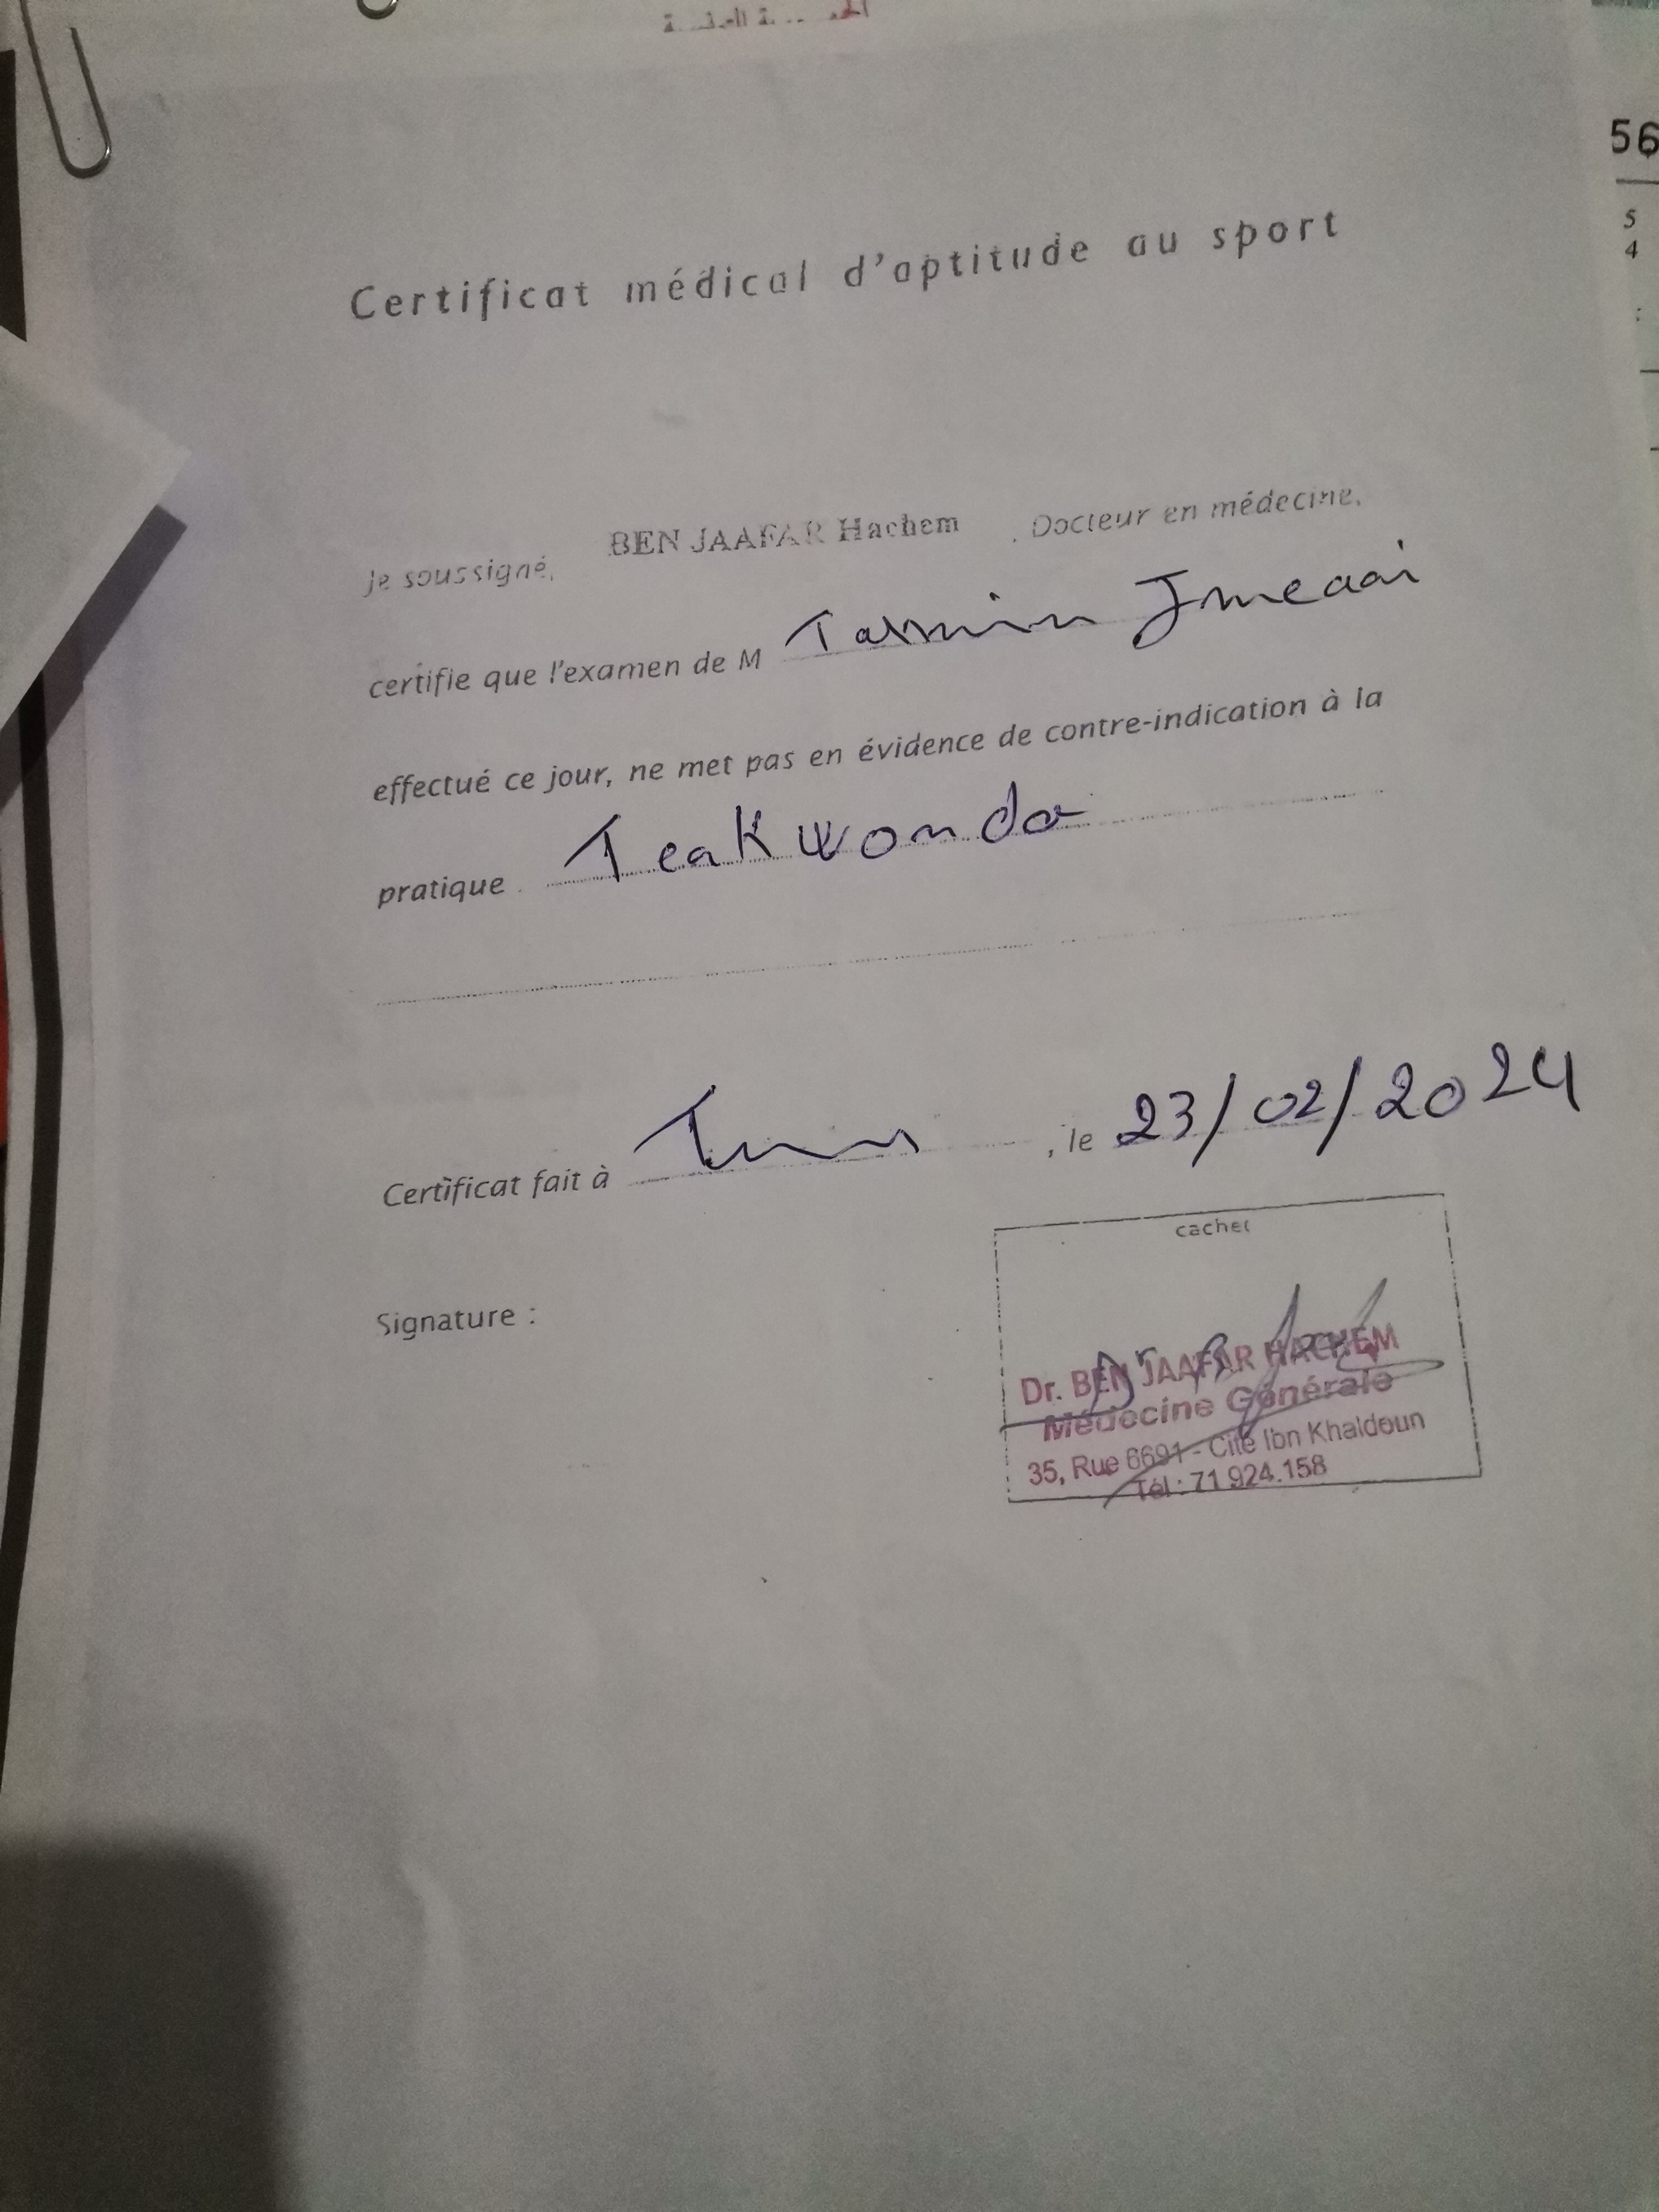 56
5
4
:
Certificat médical d'aptitude au sport
je soussigné, BEN JAAFAR Hachem , Docteur en médecine,
certifie que l'examen de M Tasmin Jmeaai
effectué ce jour, ne met pas en évidence de contre-indication à la
pratique Teakwondo
Certificat fait à Tunis , le 23/02/2024
Signature :
cachet
Dr. BEN JAAFAR HACHEM
Médecine Générale
35, Rue 6691 - Cité Ibn Khaldoun
Tél : 71 924.158